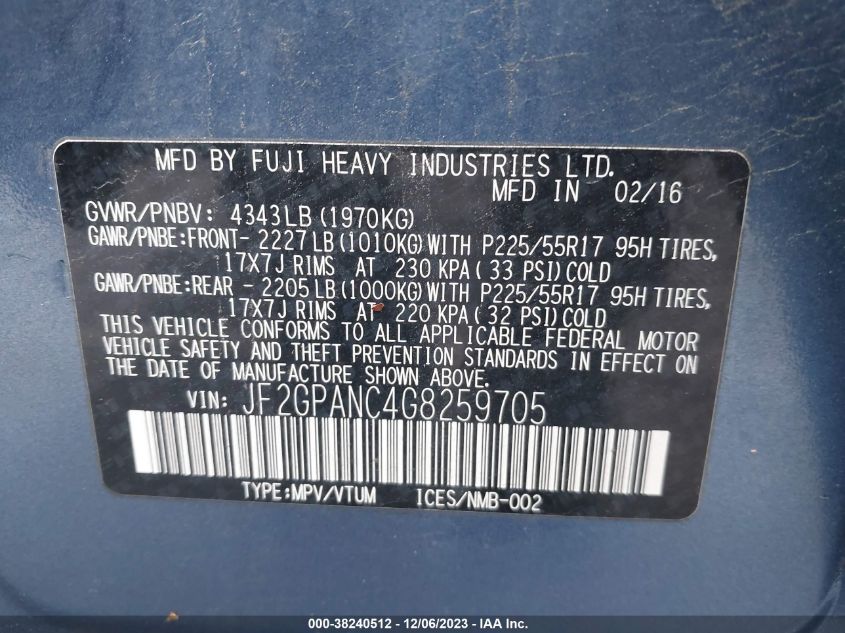 MFD BY FUJI HEAVY INDUSTRIES LTD.
MFD IN 02/16
GVWR/PNBV: 4343LB (1970KG)
GAWR/PNBE:FRONT- 2227LB (1010KG) WITH P225/55R17 95H TIRES,
17X7J RIMS AT 230 KPA ( 33 PSI) COLD
GAWR/PNBE:REAR - 2205LB (1000KG) WITH P225/55R17 95H TIRES,
17X7J RIMS AT 220 KPA ( 32 PSI) COLD
THIS VEHICLE CONFORMS TO ALL APPLICABLE FEDERAL MOTOR
VEHICLE SAFETY AND THEFT PREVENTION STANDARDS IN EFFECT ON
THE DATE OF MANUFACTURE SHOWN ABOVE.
VIN: JF2GPANC4G8259705
TYPE:MPV/VTUM ICES/NMB-002
000-38240512 - 12/06/2023 - IAA Inc.